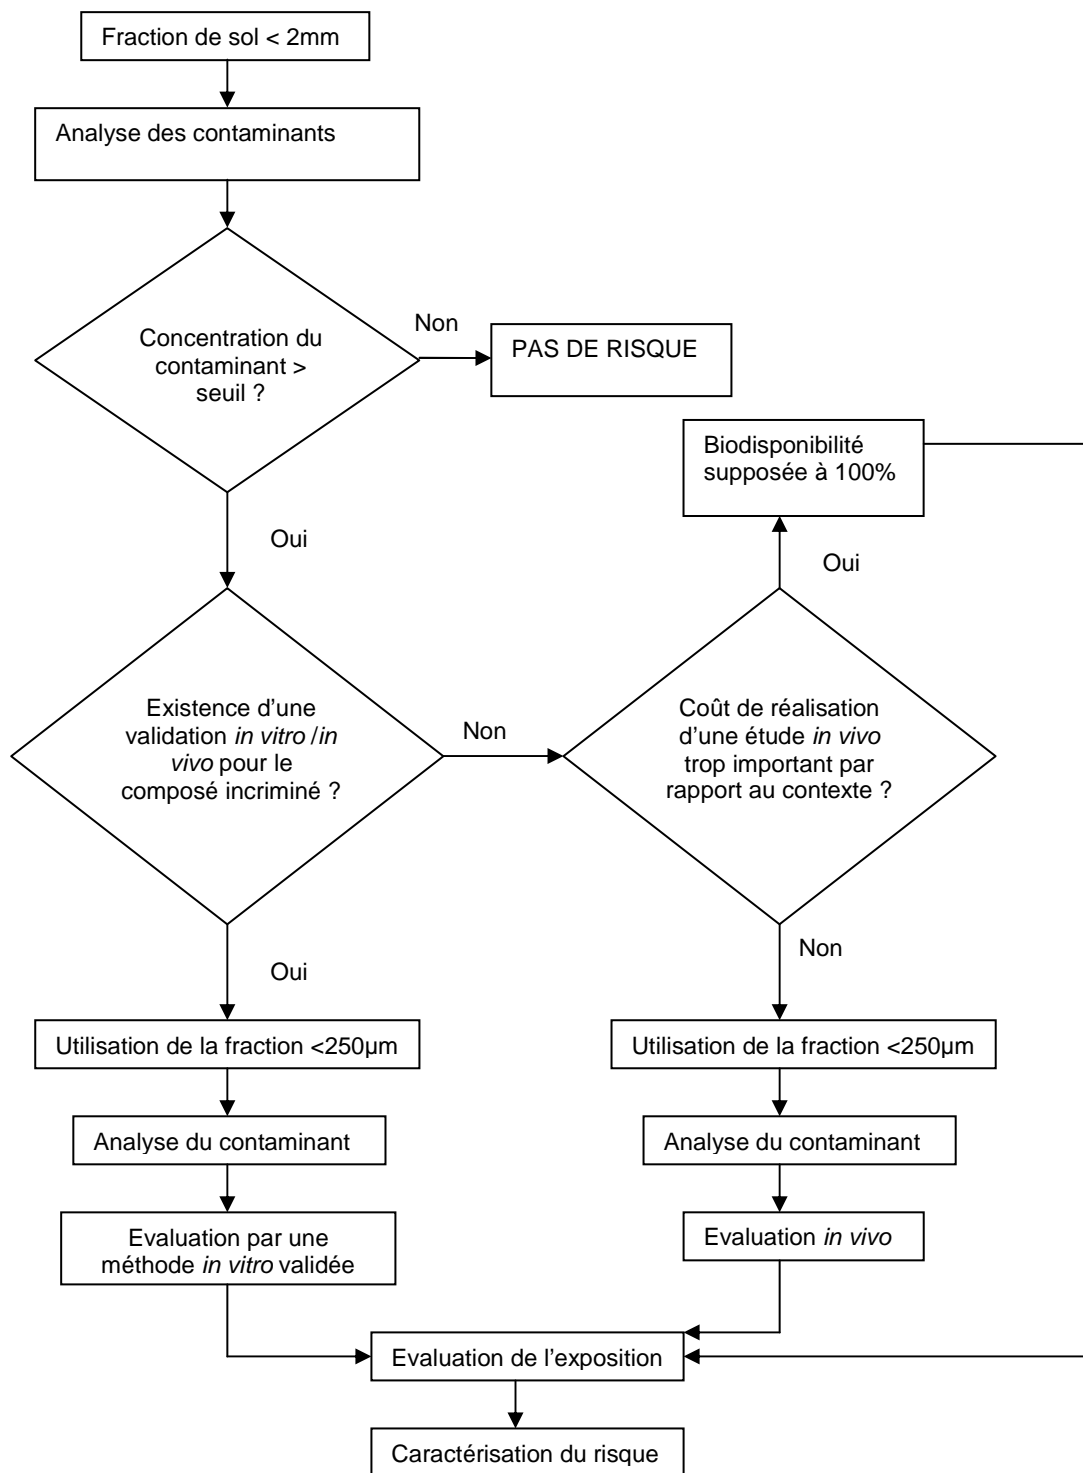 Fraction de sol < 2mm
Analyse des contaminants
Concentration du
contaminant >
seuil ?
Non
PAS DE RISQUE
Oui
Biodisponibilité
supposée à 100%
Oui
Existence d’une
validation in vitro /in
vivo pour le
composé incriminé ?
Non
Coût de réalisation
d’une étude in vivo
trop important par
rapport au contexte ?
Oui
Non
Utilisation de la fraction <250µm
Utilisation de la fraction <250µm
Analyse du contaminant
Analyse du contaminant
Evaluation par une
méthode in vitro validée
Evaluation in vivo
Evaluation de l’exposition
Caractérisation du risque